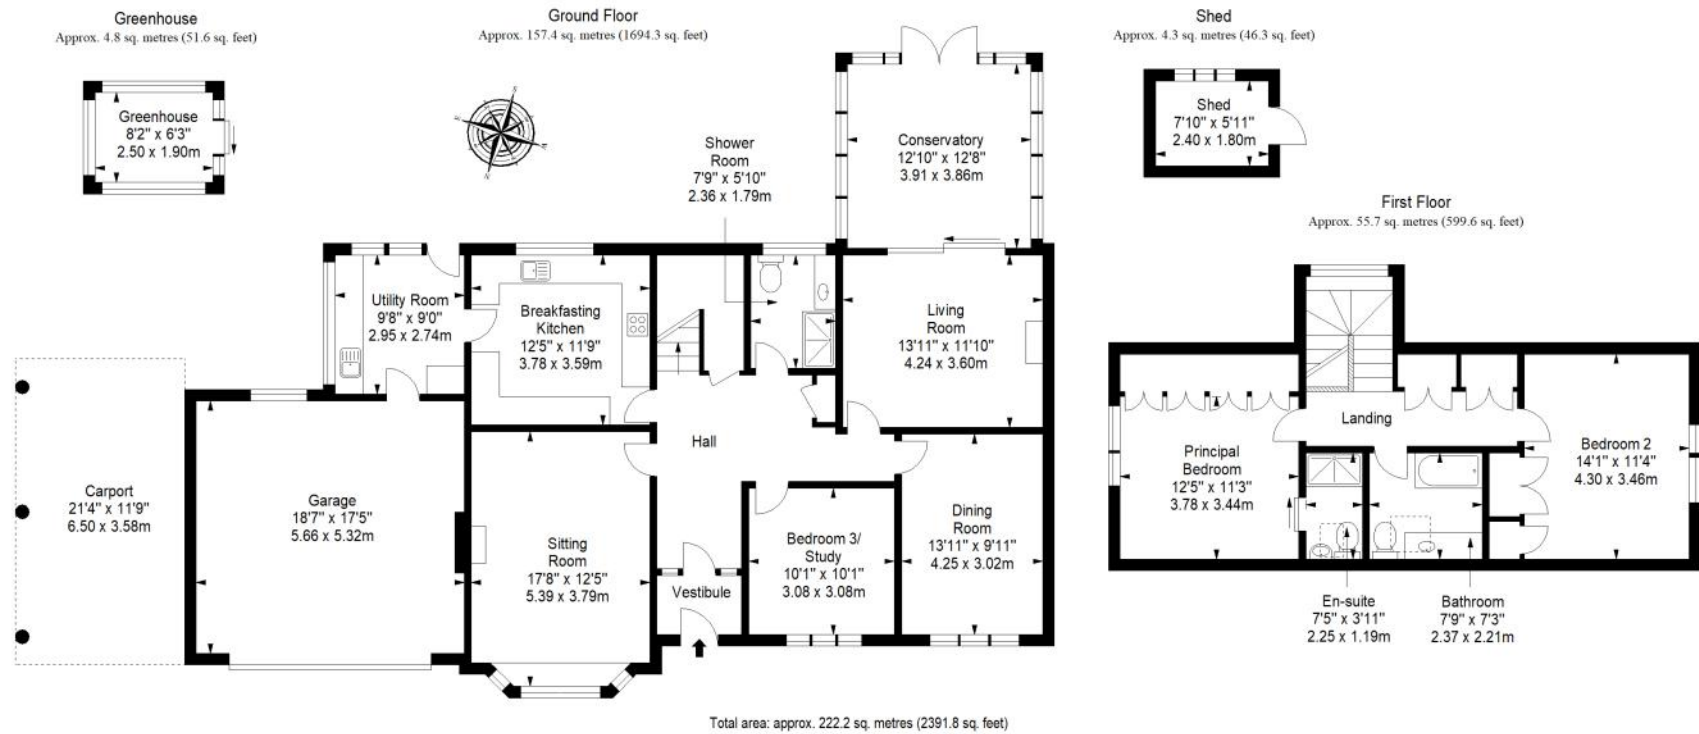 Greenhouse
Approx. 4.8 sq. metres (51.6 sq. feet)
Greenhouse
8'2" x 6'3"
2.50 x 1.90m
Ground Floor
Approx. 157.4 sq. metres (1694.3 sq. feet)
Shed
Approx. 4.3 sq. metres (46.3 sq. feet)
Shed
7'10" x 5'11"
2.40 x 1.80m
Shower
Room
7'9" x 5'10"
2.36 x 1.79m
Conservatory
12'10" x 12'8"
3.91 x 3.86m
Utility Room
9'8" x 9'0"
2.95 x 2.74m
Breakfasting
Kitchen
12'5" x 11'9"
3.78 x 3.59m
Living
Room
13'11" x 11'10"
4.24 x 3.60m
Carport
21'4" x 11'9"
6.50 x 3.58m
Garage
18'7" x 17'5"
5.66 x 5.32m
Hall
Sitting
Room
17'8" x 12'5"
5.39 x 3.79m
Vestibule
Bedroom 3/
Study
10'1" x 10'1"
3.08 x 3.08m
Dining
Room
13'11" x 9'11"
4.25 x 3.02m
First Floor
Approx. 55.7 sq. metres (599.6 sq. feet)
Landing
Principal
Bedroom
12'5" x 11'3"
3.78 x 3.44m
Bedroom 2
14'1" x 11'4"
4.30 x 3.46m
En-suite
7'5" x 3'11"
2.25 x 1.19m
Bathroom
7'9" x 7'3"
2.37 x 2.21m
Total area: approx. 222.2 sq. metres (2391.8 sq. feet)